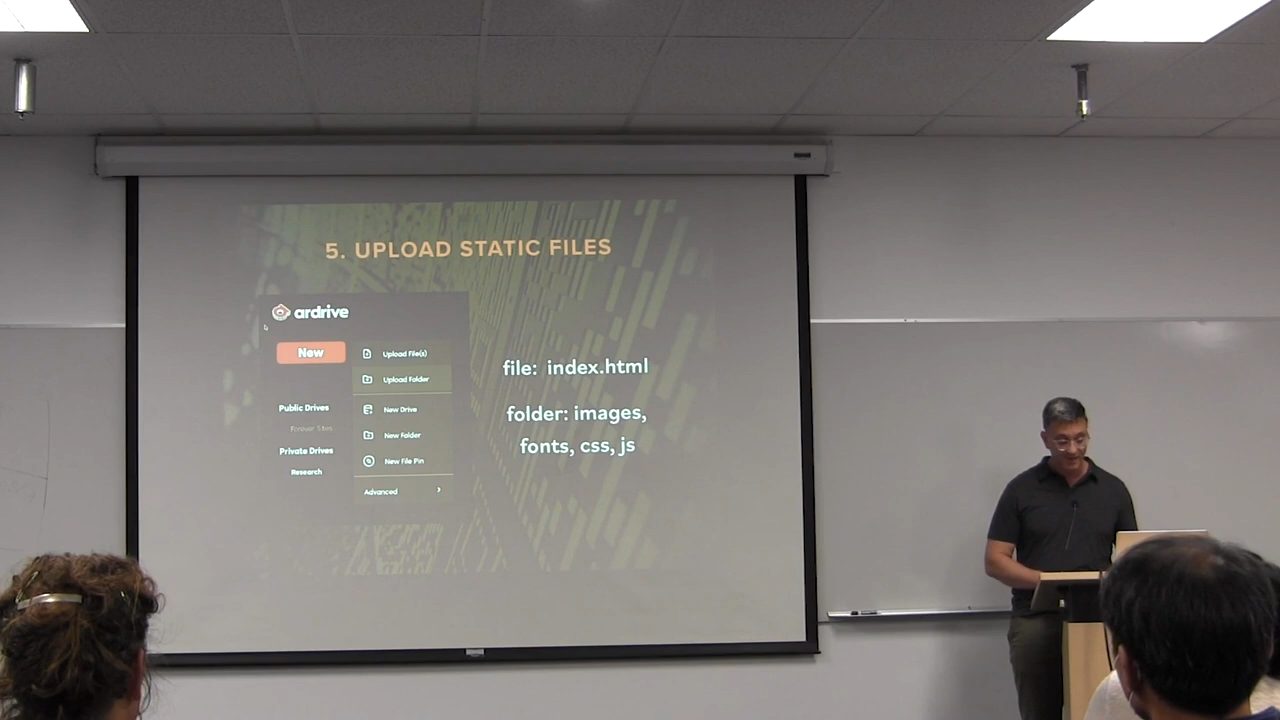 5. UPLOAD STATIC FILES
ardrive
New
Upload File(s)
Upload Folder
New Drive
New Folder
New File Pin
Advanced
Public Drives
Private Drives
Research
file: index.html
folder: images,
fonts, css, js